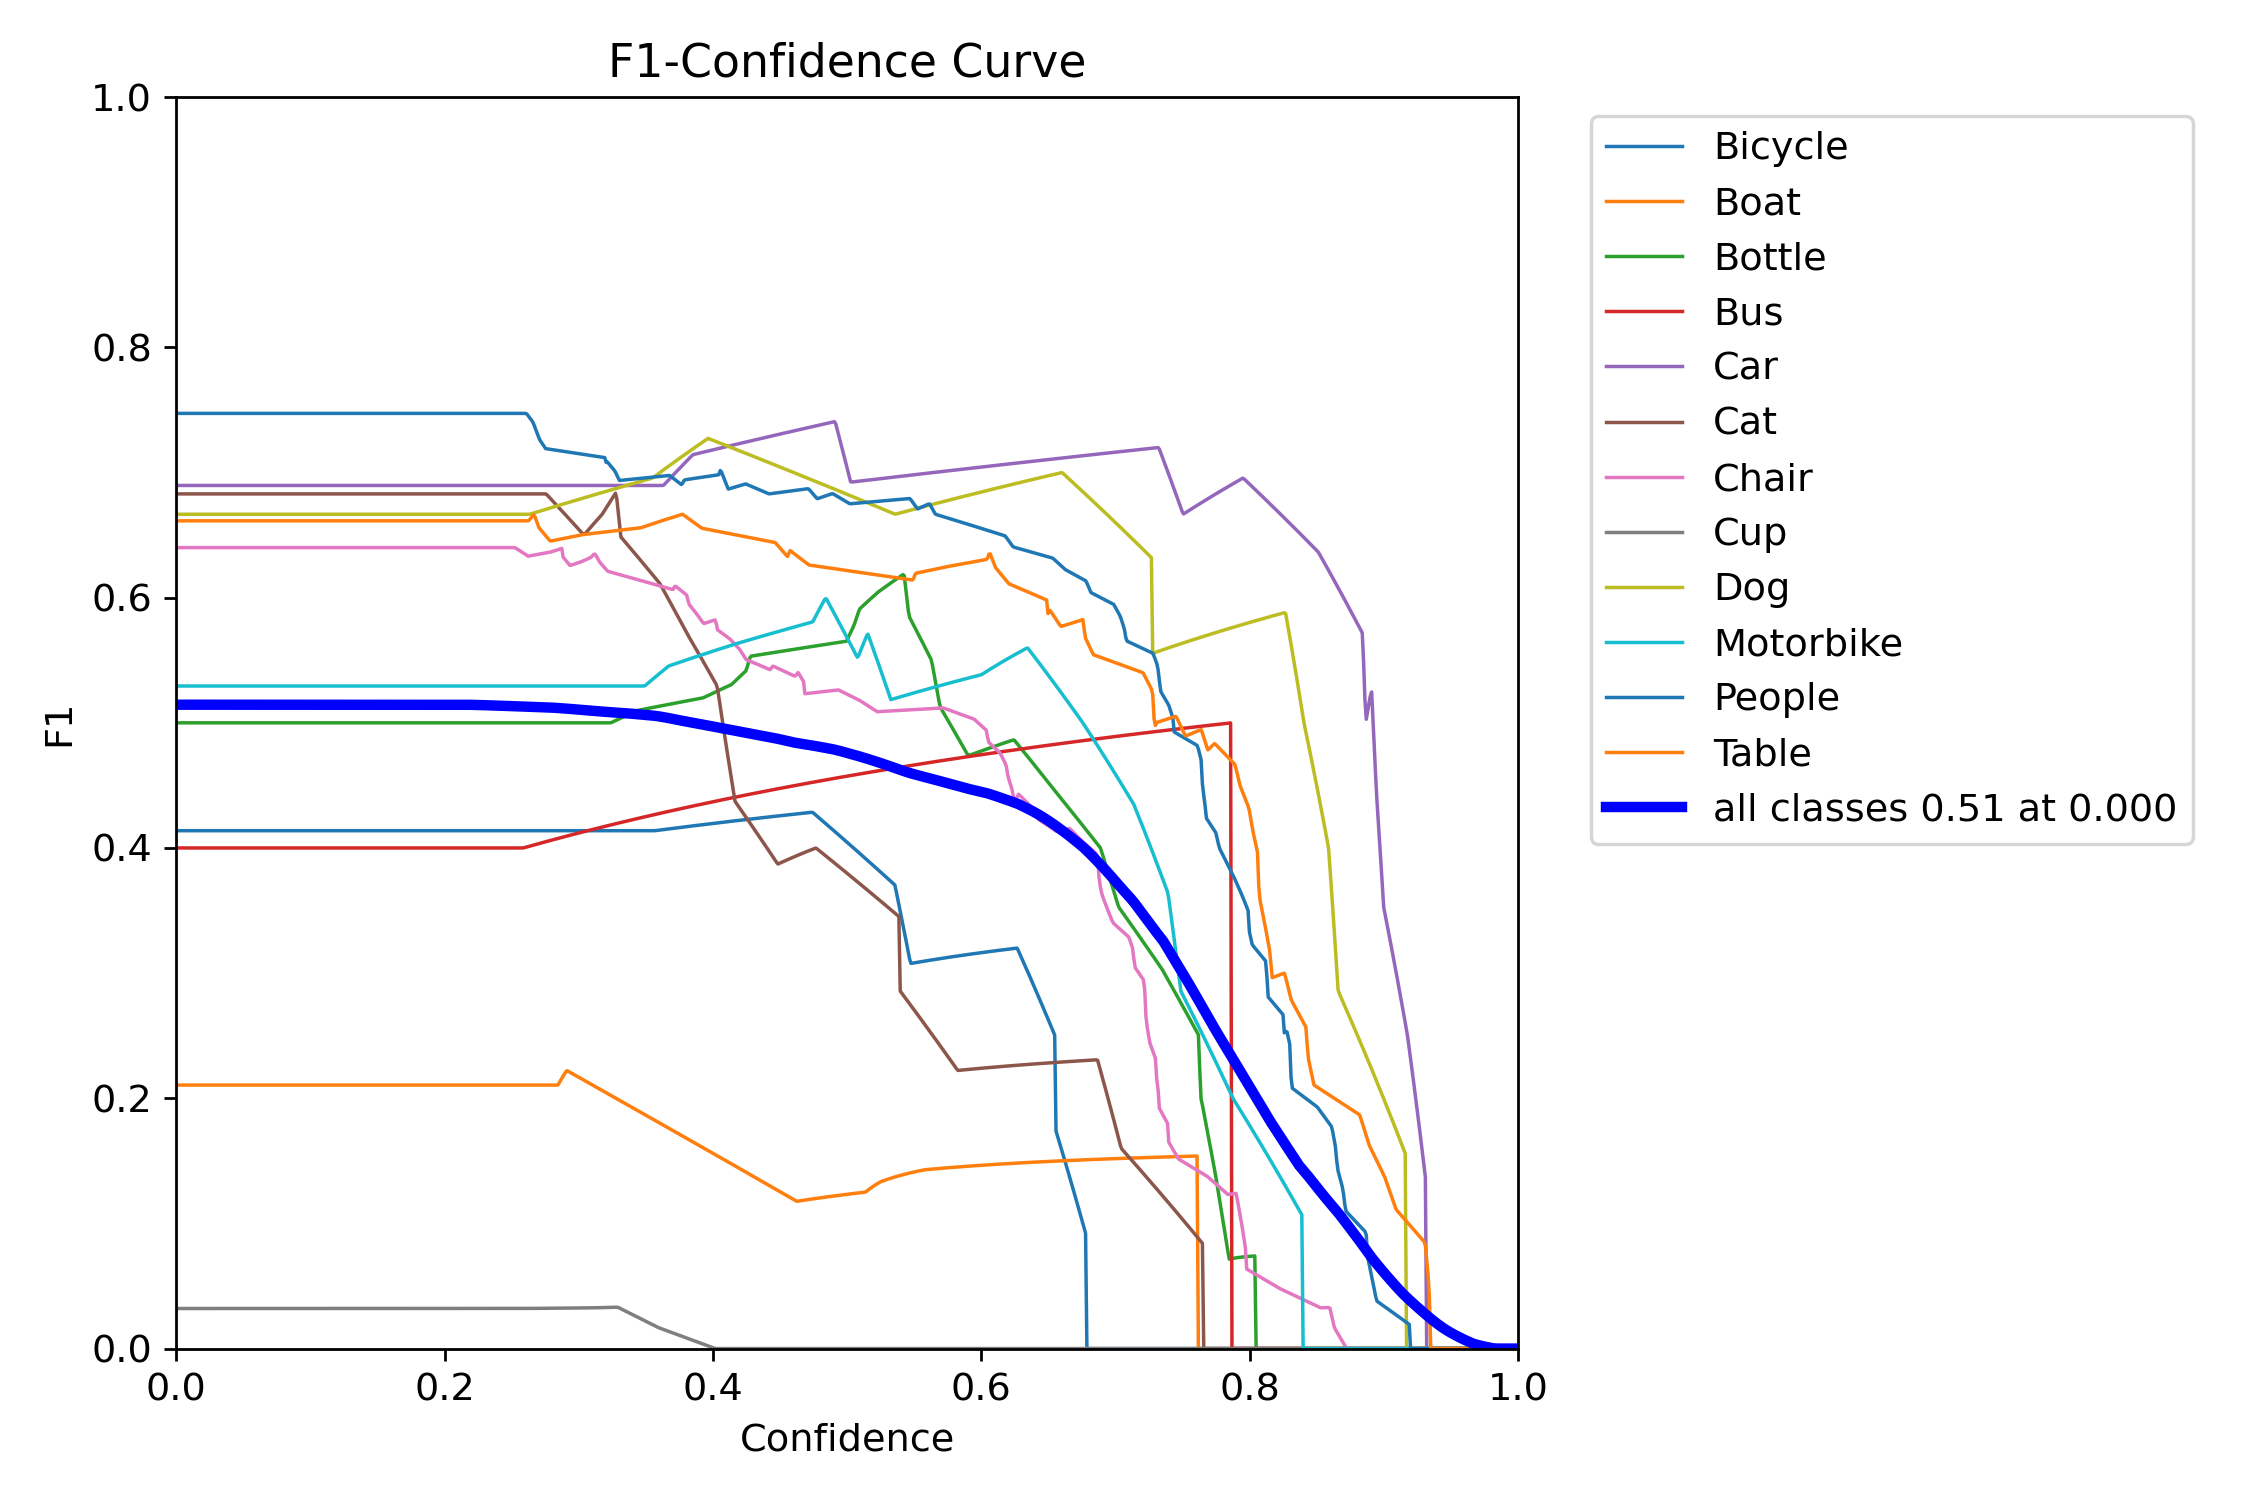 F1-Confidence Curve
1.0
0.8
0.6
0.4
0.2
0.0
F1
0.0 0.2 0.4 0.6 0.8 1.0
Confidence
Bicycle
Boat
Bottle
Bus
Car
Cat
Chair
Cup
Dog
Motorbike
People
Table
all classes 0.51 at 0.000